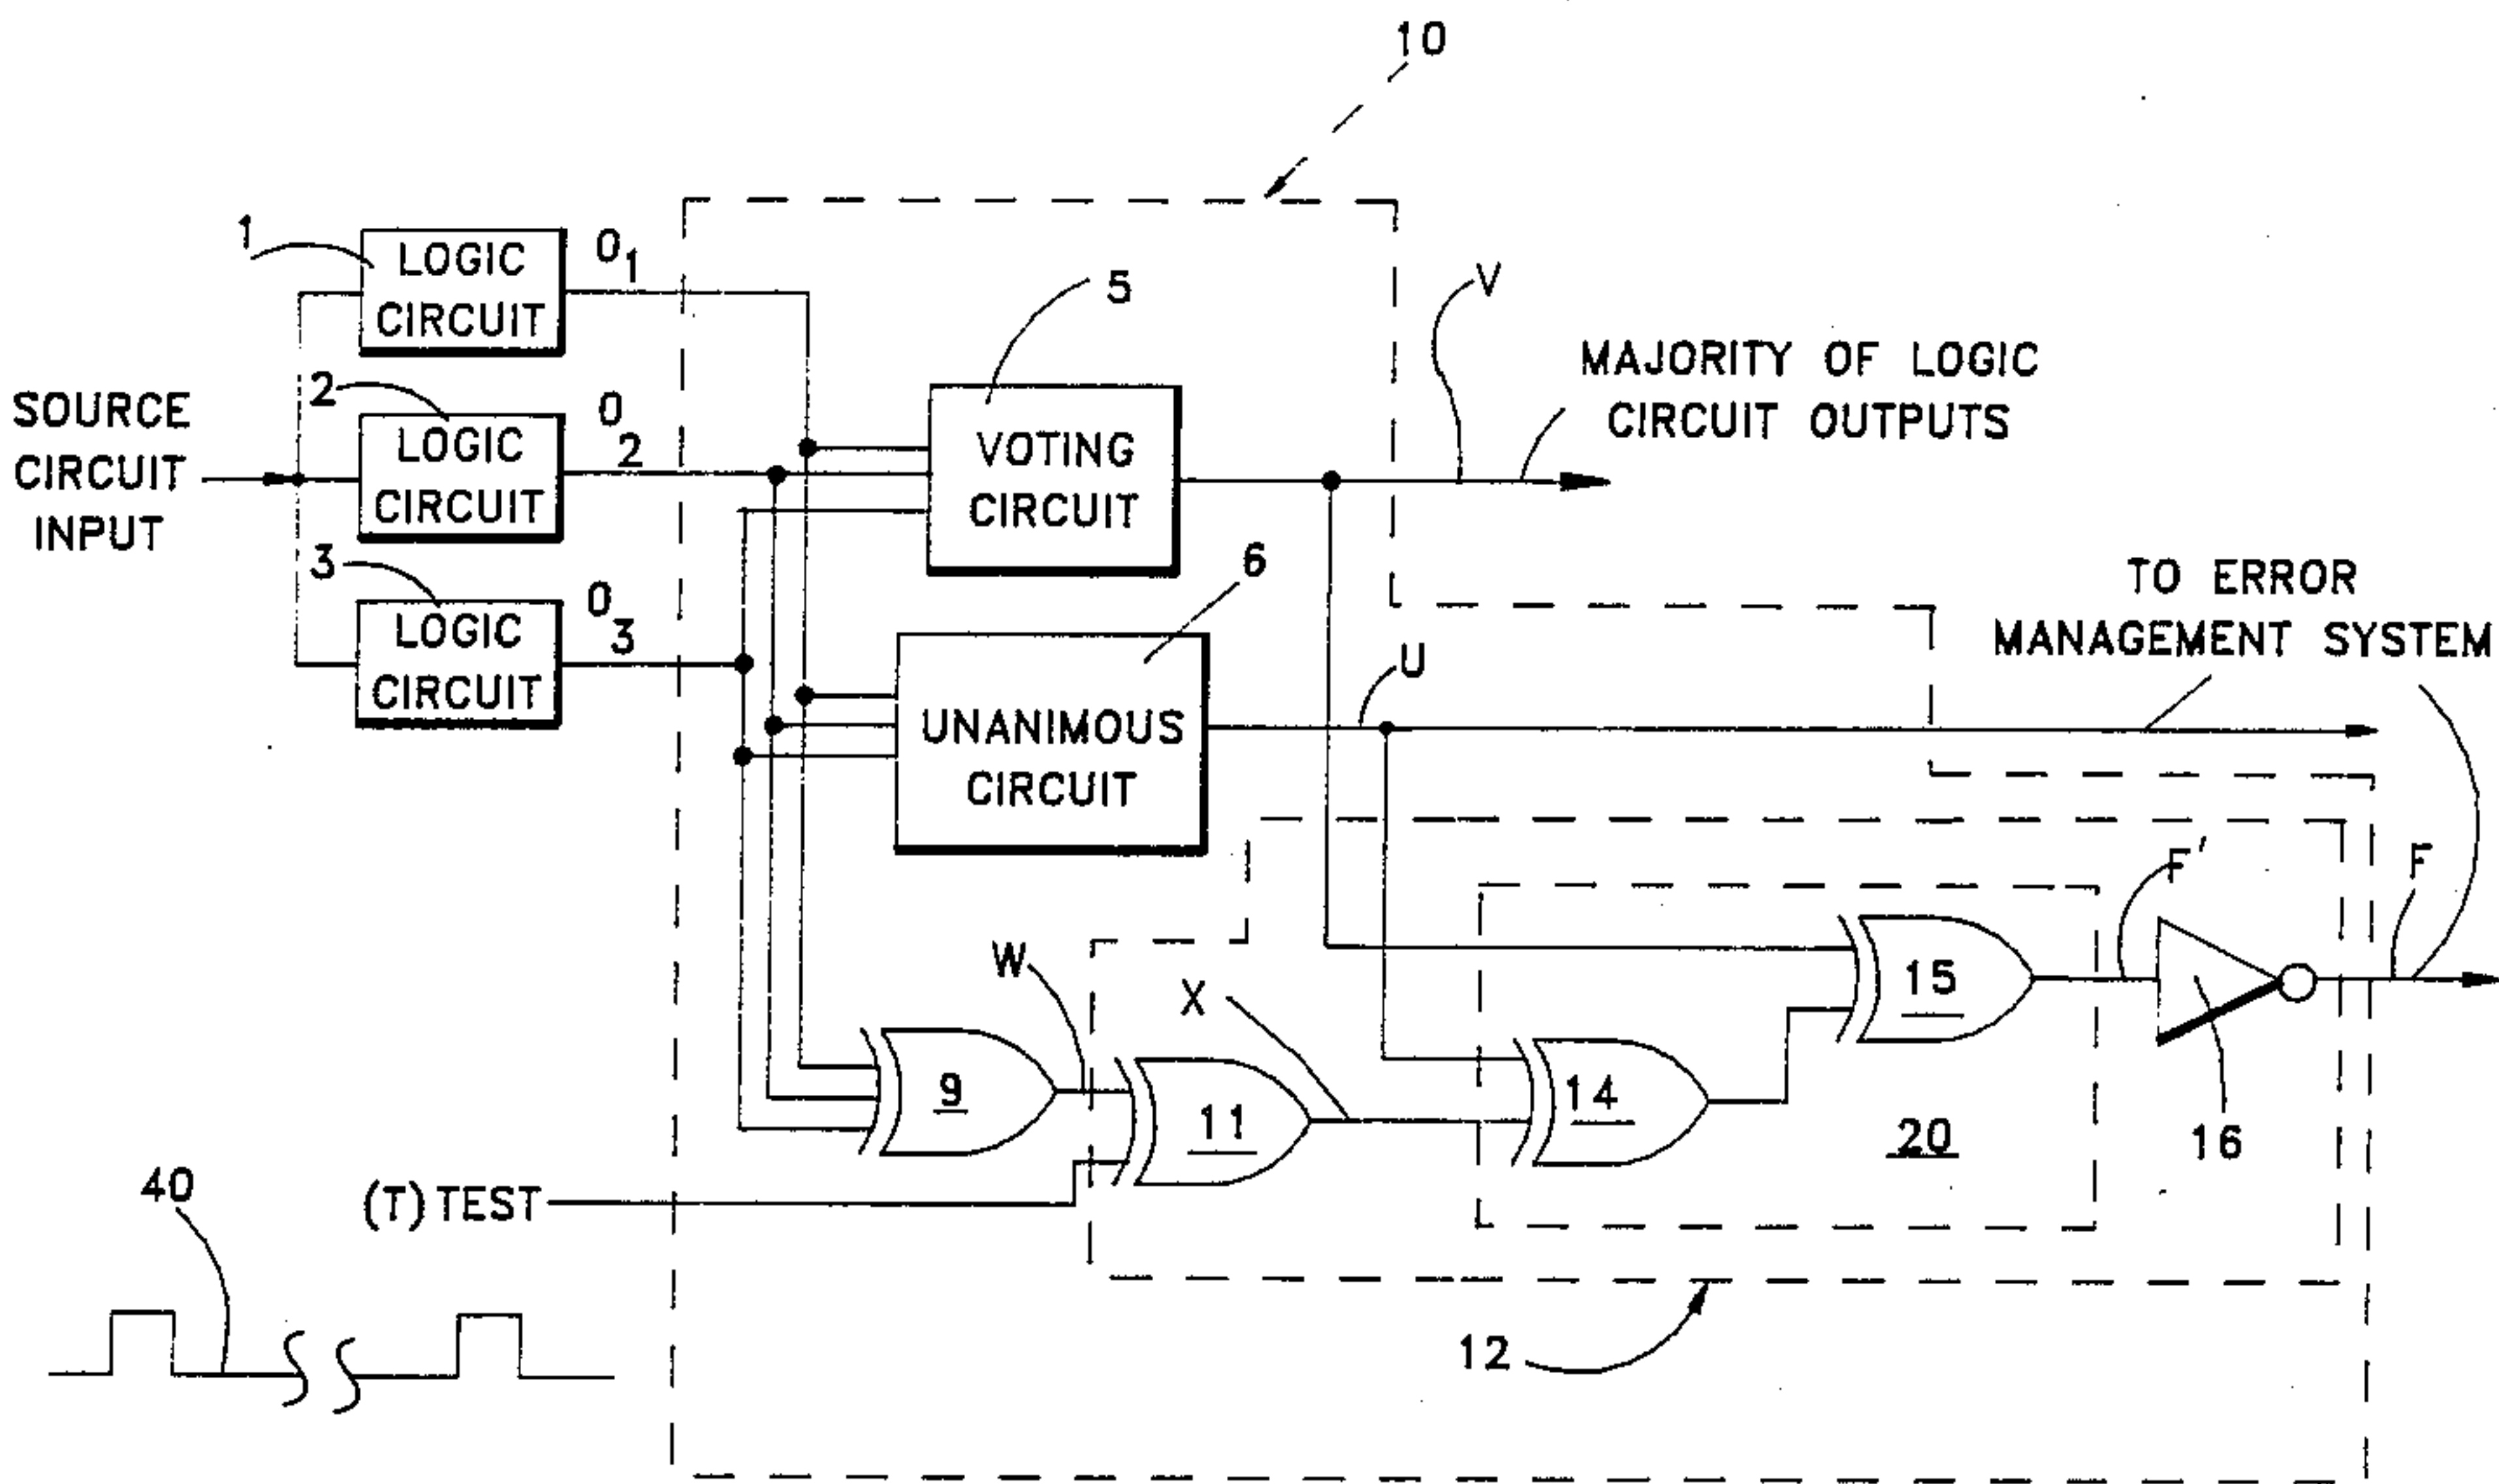 10
1
LOGIC
CIRCUIT
O1
5
V
MAJORITY OF LOGIC
CIRCUIT OUTPUTS
SOURCE
CIRCUIT
INPUT
2
LOGIC
CIRCUIT
O2
VOTING
CIRCUIT
3
LOGIC
CIRCUIT
O3
6
TO ERROR
MANAGEMENT SYSTEM
U
UNANIMOUS
CIRCUIT
F'
F
W
X
15
9
11
14
20
16
40
(T) TEST
12